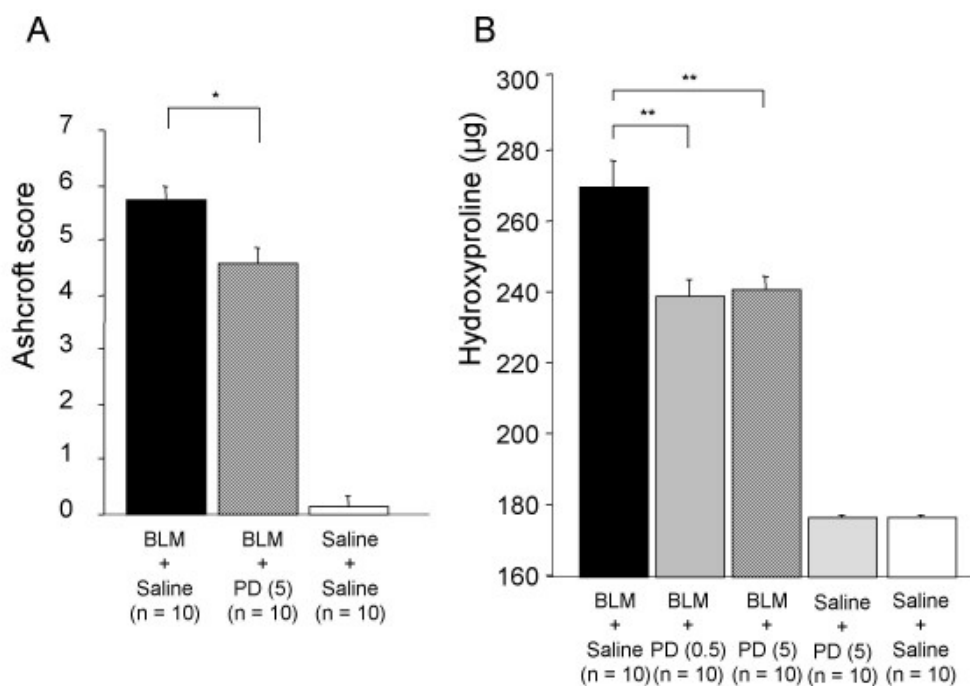 A
*
7
6
5
4
3
2
1
0
Ashcroft score
BLM
+
Saline
(n = 10)
BLM
+
PD (5)
(n = 10)
Saline
+
Saline
(n = 10)
B
**
**
300
280
260
240
220
200
180
160
Hydroxyproline (µg)
BLM
+
Saline
(n = 10)
BLM
+
PD (0.5)
(n = 10)
BLM
+
PD (5)
(n = 10)
Saline
+
PD (5)
(n = 10)
Saline
+
Saline
(n = 10)